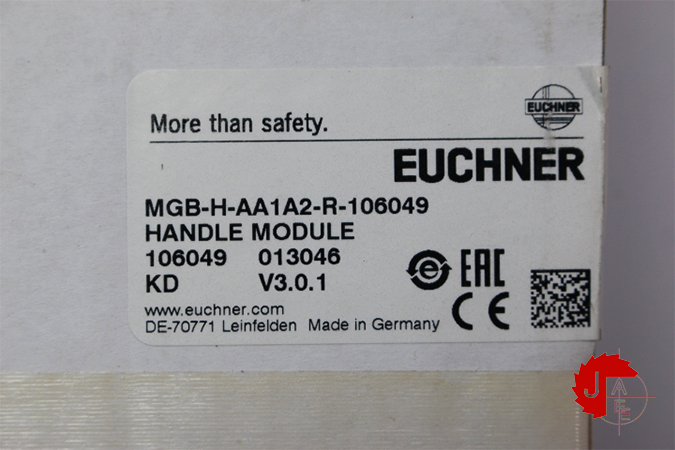 EUCHNER
More than safety.
EUCHNER
MGB-H-AA1A2-R-106049
HANDLE MODULE
106049 013046
KD V3.0.1
e EAC
CE
www.euchner.com
DE-70771 Leinfelden Made in Germany
J A